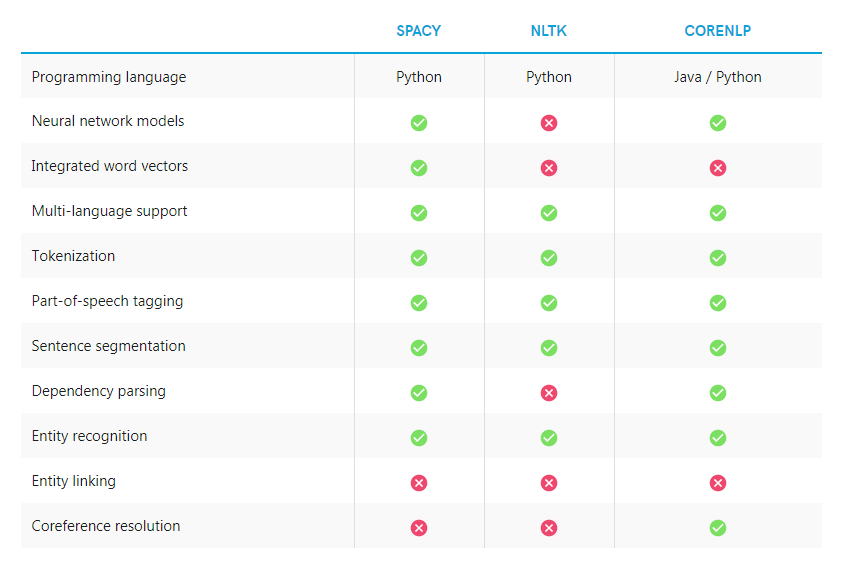 SPACY NLTK CORENLP
Programming language Python Python Java / Python
Neural network models
Integrated word vectors
Multi-language support
Tokenization
Part-of-speech tagging
Sentence segmentation
Dependency parsing
Entity recognition
Entity linking
Coreference resolution